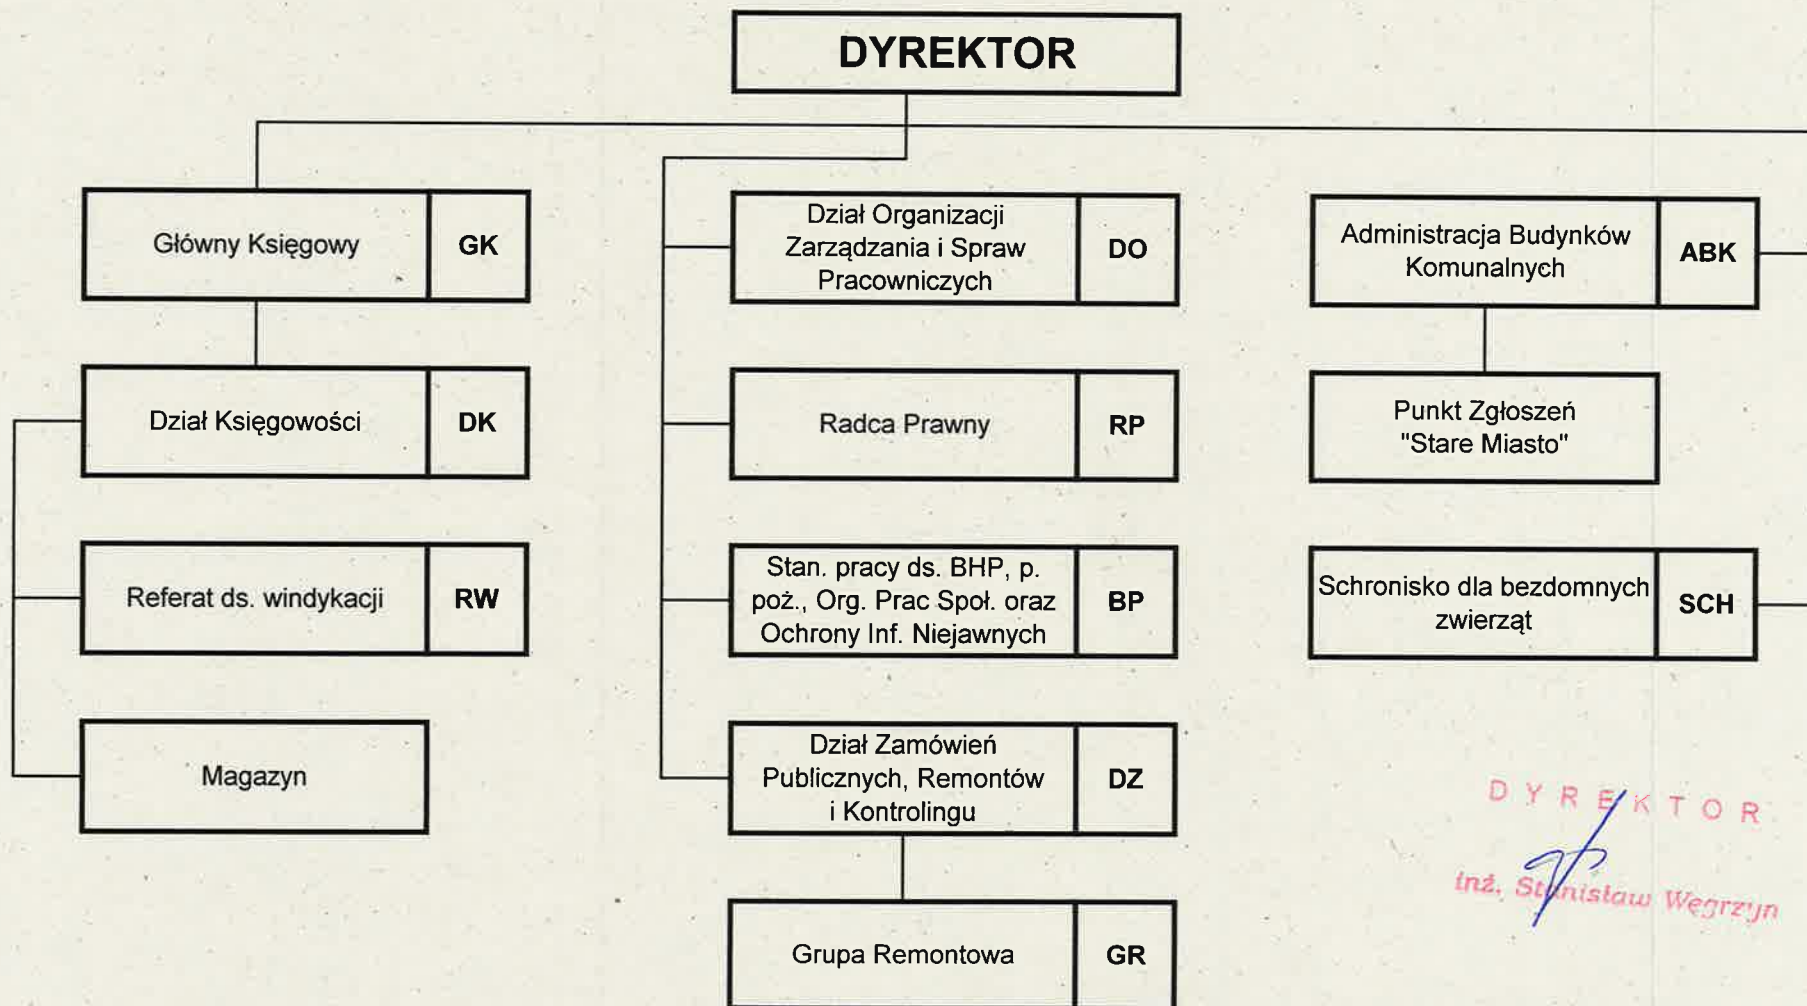 DYREKTOR
Główny Księgowy
GK
Dział Księgowości
DK
Referat ds. windykacji
RW
Magazyn
Dział Organizacji
Zarządzania i Spraw
Pracowniczych
DO
Radca Prawny
RP
Stan. pracy ds. BHP, p.
poż., Org. Prac Społ. oraz
Ochrony Inf. Niejawnych
BP
Dział Zamówień
Publicznych, Remontów
i Kontrolingu
DZ
Grupa Remontowa
GR
Administracja Budynków
Komunalnych
ABK
Punkt Zgłoszeń
"Stare Miasto"
Schronisko dla bezdomnych
zwierząt
SCH
DYREKTOR
inż. Stanisław Węgrzyn